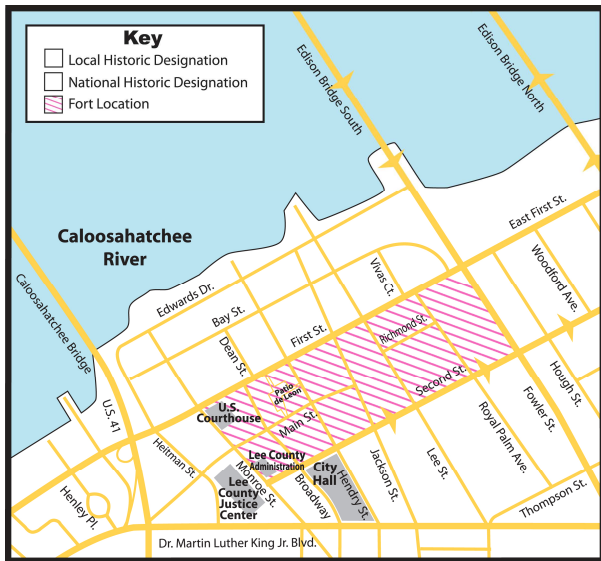 Key
Local Historic Designation
National Historic Designation
Fort Location
Edison Bridge South
Edison Bridge North
Caloosahatchee
River
Caloosahatchee Bridge
East First St.
Woodford Ave.
Vivas Ct.
Edwards Dr.
Bay St.
First St.
Richmond St.
Dean St.
Patio
de Leon
Second St.
Hough St.
U.S. 41
U.S.
Courthouse
Main St.
Fowler St.
Royal Palm Ave.
Heitman St.
Lee County
Administration
City
Hall
Monroe St.
Broadway
Hendry St.
Jackson St.
Lee St.
Lee
County
Justice
Center
Henley Pl.
Thompson St.
Dr. Martin Luther King Jr. Blvd.